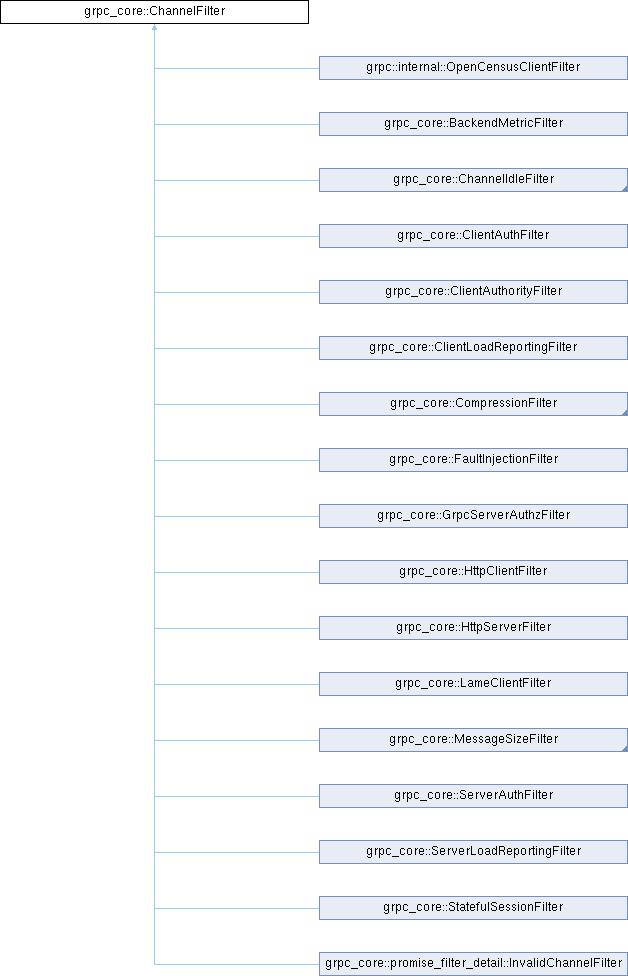 grpc_core::ChannelFilter
grpc::internal::OpenCensusClientFilter
grpc_core::BackendMetricFilter
grpc_core::ChannelIdleFilter
grpc_core::ClientAuthFilter
grpc_core::ClientAuthorityFilter
grpc_core::ClientLoadReportingFilter
grpc_core::CompressionFilter
grpc_core::FaultInjectionFilter
grpc_core::GrpcServerAuthzFilter
grpc_core::HttpClientFilter
grpc_core::HttpServerFilter
grpc_core::LameClientFilter
grpc_core::MessageSizeFilter
grpc_core::ServerAuthFilter
grpc_core::ServerLoadReportingFilter
grpc_core::StatefulSessionFilter
grpc_core::promise_filter_detail::InvalidChannelFilter